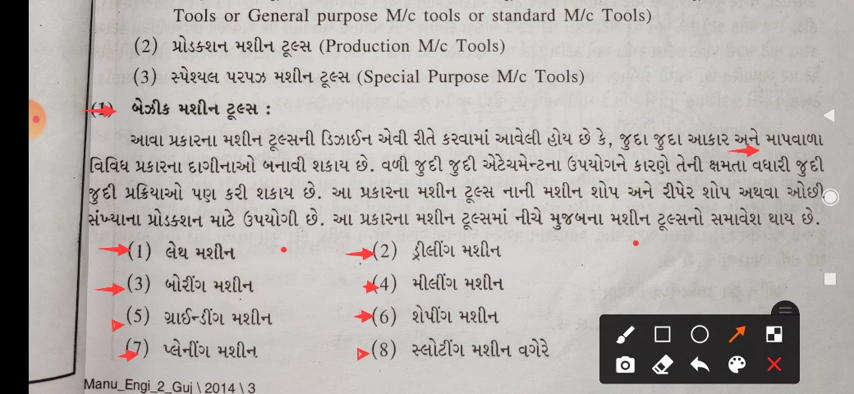 Tools or General purpose M/c tools or standard M/c Tools)
(2) પ્રોડક્શન મશીન ટૂલ્સ (Production M/c Tools)
(3) સ્પેશ્યલ પરપઝ મશીન ટૂલ્સ (Special Purpose M/c Tools)
(1) બેઝીક મશીન ટૂલ્સ :
આવા પ્રકારના મશીન ટૂલ્સની ડિઝાઈન એવી રીતે કરવામાં આવેલી હોય છે કે, જુદા જુદા આકાર અને માપવાળા
વિવિધ પ્રકારના દાગીનાઓ બનાવી શકાય છે. વળી જુદી જુદી એટેચમેન્ટના ઉપયોગને કારણે તેની ક્ષમતા વધારી જુદી
જુદી પ્રક્રિયાઓ પણ કરી શકાય છે. આ પ્રકારના મશીન ટૂલ્સ નાની મશીન શોપ અને રીપેર શોપ અથવા ઓછી
સંખ્યાના પ્રોડક્શન માટે ઉપયોગી છે. આ પ્રકારના મશીન ટૂલ્સમાં નીચે મુજબના મશીન ટૂલ્સનો સમાવેશ થાય છે.
(1) લેથ મશીન (2) ડ્રીલીંગ મશીન
(3) બોરીંગ મશીન (4) મીલીંગ મશીન
(5) ગ્રાઈન્ડીંગ મશીન (6) શેપીંગ મશીન
(7) પ્લેનીંગ મશીન (8) સ્લોટીંગ મશીન વગેરે
Manu_Engi_2_Guj \ 2014 \ 3